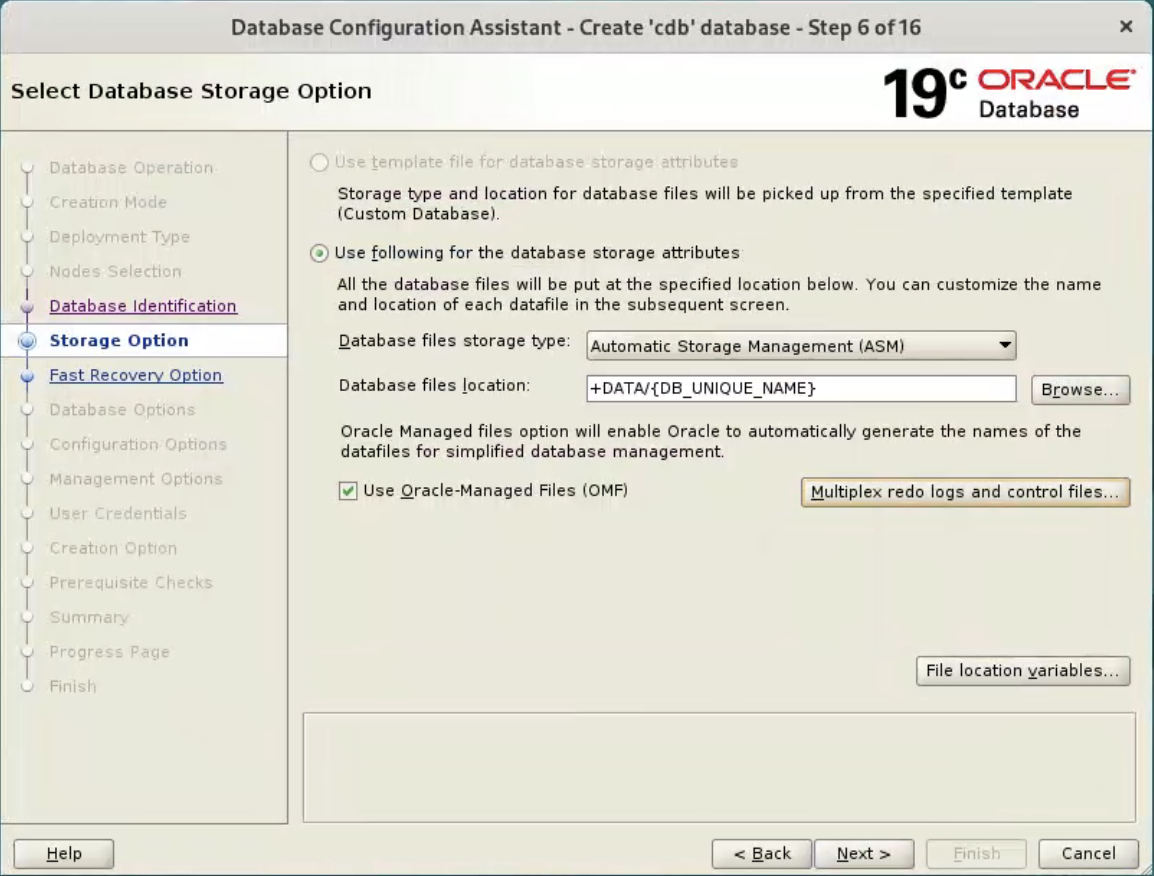 Database Configuration Assistant - Create 'cdb' database - Step 6 of 16
Select Database Storage Option
19c ORACLE
Database
Database Operation
Creation Mode
Deployment Type
Nodes Selection
Database Identification
Storage Option
Fast Recovery Option
Database Options
Configuration Options
Management Options
User Credentials
Creation Option
Prerequisite Checks
Summary
Progress Page
Finish
Use template file for database storage attributes
Storage type and location for database files will be picked up from the specified template
(Custom Database).
Use following for the database storage attributes
All the database files will be put at the specified location below. You can customize the name
and location of each datafile in the subsequent screen.
Database files storage type: Automatic Storage Management (ASM)
Database files location: +DATA/{DB_UNIQUE_NAME} Browse...
Oracle Managed files option will enable Oracle to automatically generate the names of the
datafiles for simplified database management.
Use Oracle-Managed Files (OMF) Multiplex redo logs and control files...
File location variables...
Help < Back Next > Finish Cancel